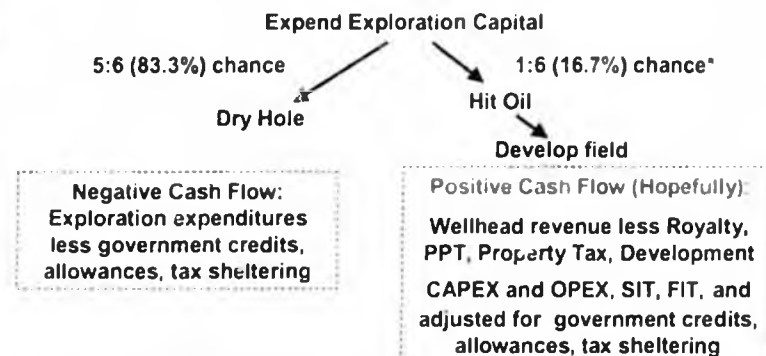 Expend Exploration Capital
5:6 (83.3%) chance
1:6 (16.7%) chance*
Dry Hole
Hit Oil
Develop field
Negative Cash Flow:
Exploration expenditures
less government credits,
allowances, tax sheltering
Positive Cash Flow (Hopefully):
Wellhead revenue less Royalty,
PPT, Property Tax, Development
CAPEX and OPEX, SIT, FIT, and
adjusted for government credits,
allowances, tax sheltering